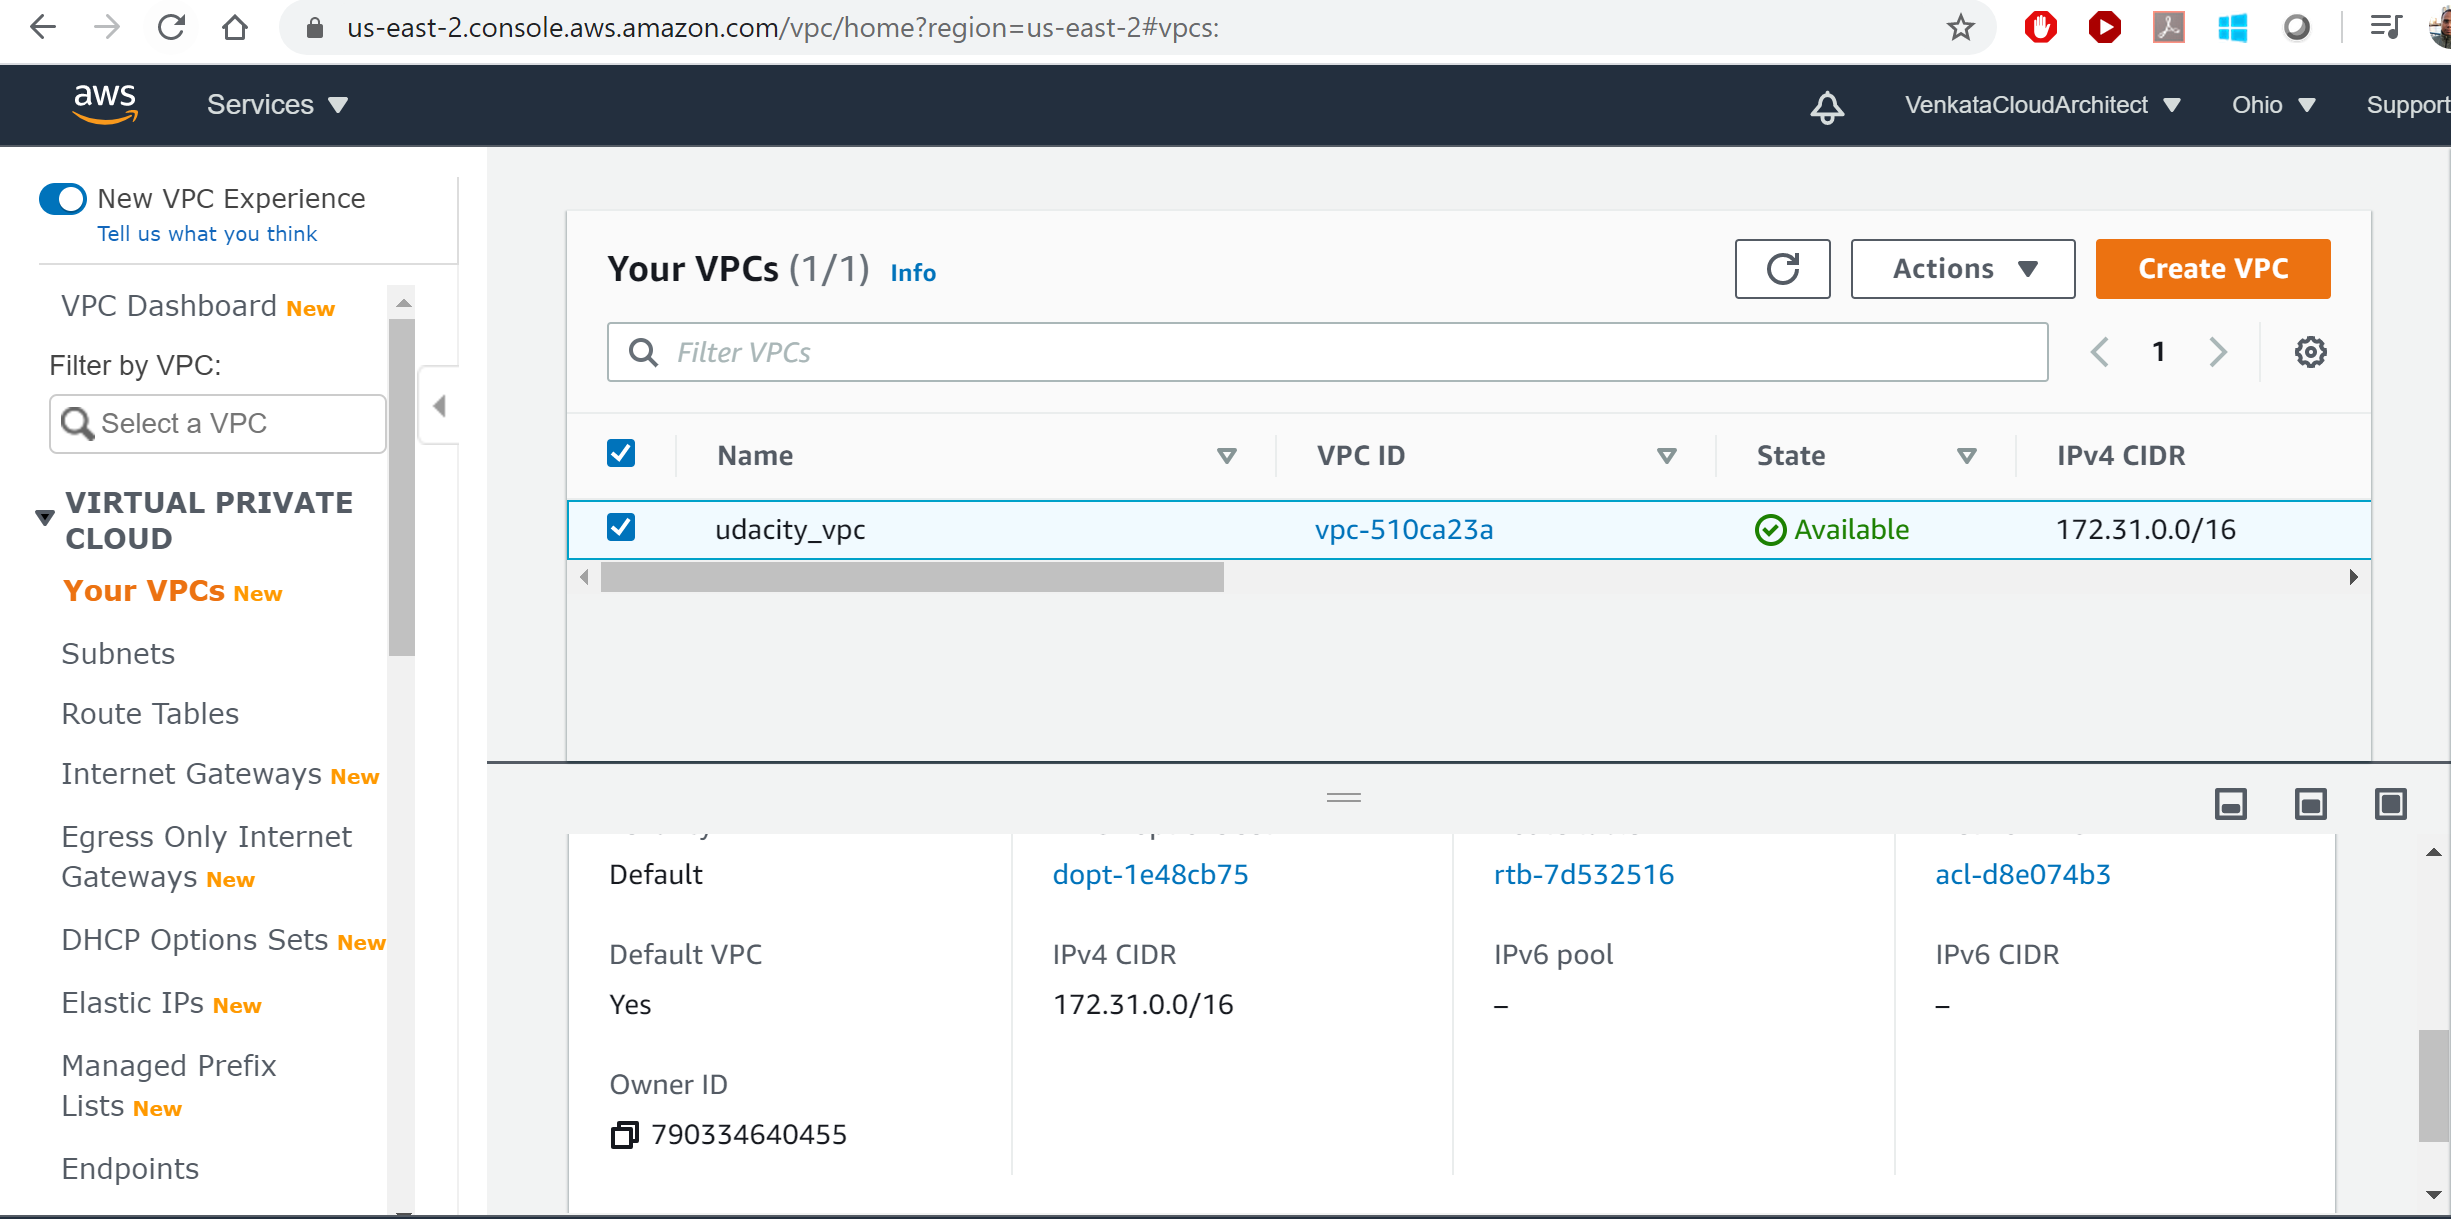 us-east-2.console.aws.amazon.com/vpc/home?region=us-east-2#vpcs:
aws
Services
VenkataCloudArchitect
Ohio
Support
New VPC Experience
Tell us what you think
VPC Dashboard New
Filter by VPC:
Select a VPC
VIRTUAL PRIVATE
CLOUD
Your VPCs New
Subnets
Route Tables
Internet Gateways New
Egress Only Internet
Gateways New
DHCP Options Sets New
Elastic IPs New
Managed Prefix
Lists New
Endpoints
Your VPCs (1/1) Info
Actions
Create VPC
Filter VPCs
1
Name VPC ID State IPv4 CIDR
udacity_vpc vpc-510ca23a Available 172.31.0.0/16
Default dopt-1e48cb75 rtb-7d532516 acl-d8e074b3
Default VPC IPv4 CIDR IPv6 pool IPv6 CIDR
Yes 172.31.0.0/16 – –
Owner ID
790334640455